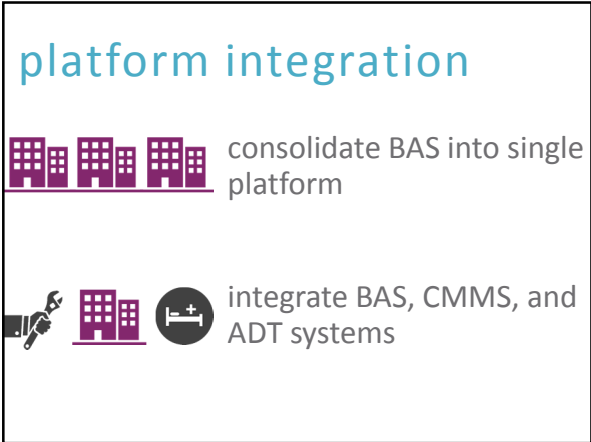 platform integration
consolidate BAS into single
platform
integrate BAS, CMMS, and
ADT systems